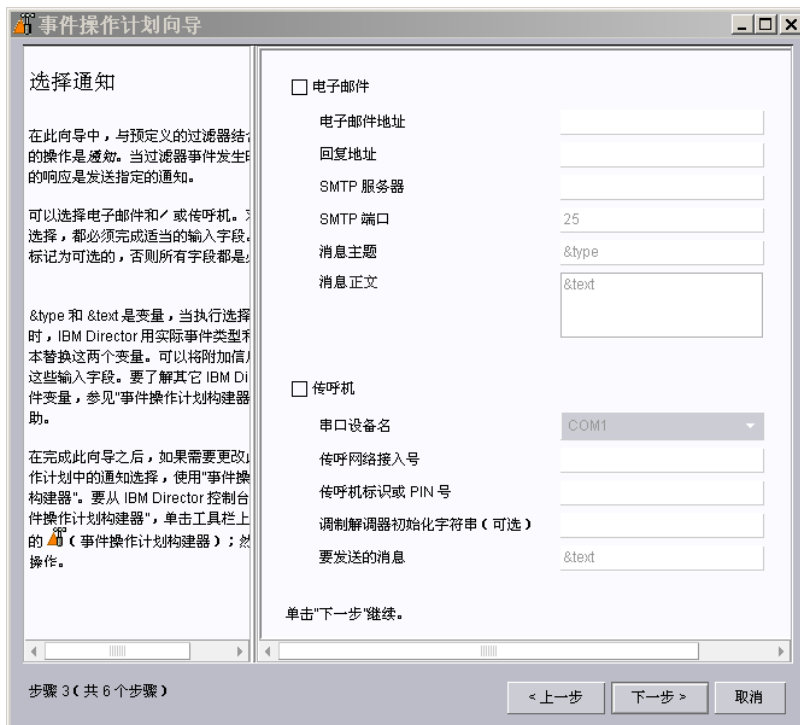 事件操作计划向导
选择通知
在此向导中，与预定义的过滤器结合
的操作是通知. 当过滤器事件发生时
的响应是发送指定的通知。
可以选择电子邮件和/ 或传呼机。
选择，都必须完成适当的输入字段。
标记为可选的，否则所有字段都是
&type 和 &text 是变量，当执行选择
时，IBM Director 用实际事件类型和
本替换这两个变量。可以将附加信
这些输入字段。要了解其它 IBM Di
件变量，参见"事件操作计划构建器
助。
在完成此向导之后，如果需要更改
作计划中的通知选择，使用"事件操
构建器"。要从 IBM Director 控制台
件操作计划构建器"，单击工具栏上
的 （事件操作计划构建器）；然
操作。
电子邮件
电子邮件地址
回复地址
SMTP 服务器
SMTP 端口 25
消息主题 &type
消息正文 &text
传呼机
串口设备名 COM1
传呼网络接入号
传呼机标识或 PIN 号
调制解调器初始化字符串（可选）
要发送的消息 &text
单击"下一步"继续。
步骤 3（共 6 个步骤）
< 上一步 下一步 > 取消